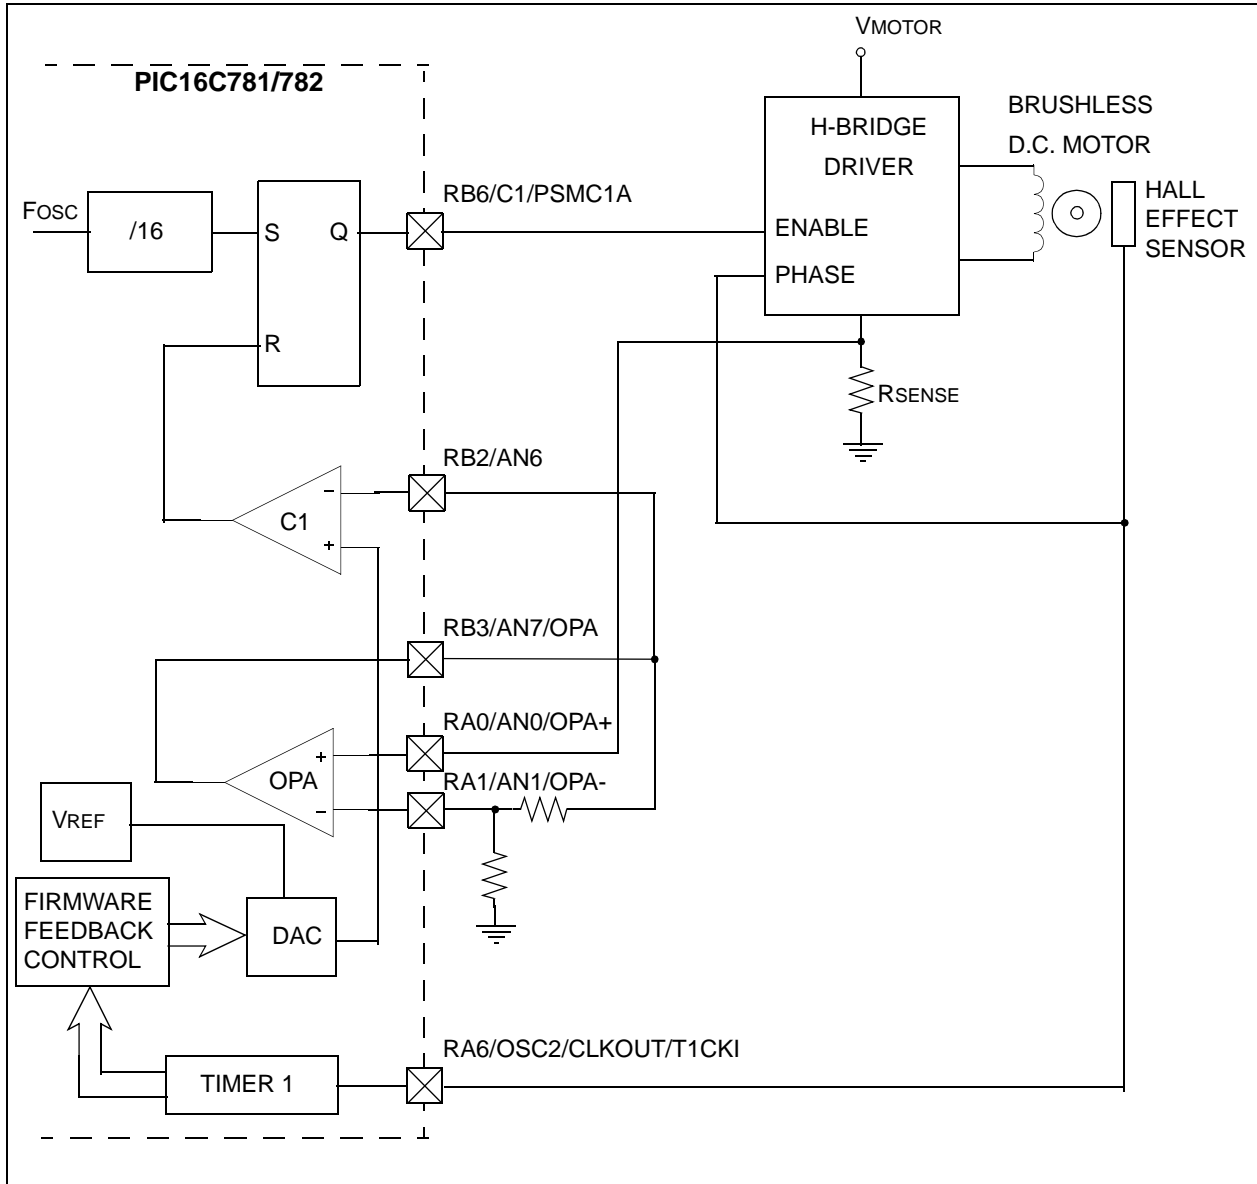 VMOTOR
PIC16C781/782
H-BRIDGE
DRIVER
BRUSHLESS
D.C. MOTOR
HALL
EFFECT
SENSOR
RB6/C1/PSMC1A
FOSC
/16
S
Q
R
ENABLE
PHASE
RSENSE
RB2/AN6
−
C1
+
RB3/AN7/OPA
RA0/AN0/OPA+
+
OPA
−
RA1/AN1/OPA-
VREF
FIRMWARE
FEEDBACK
CONTROL
DAC
RA6/OSC2/CLKOUT/T1CKI
TIMER 1